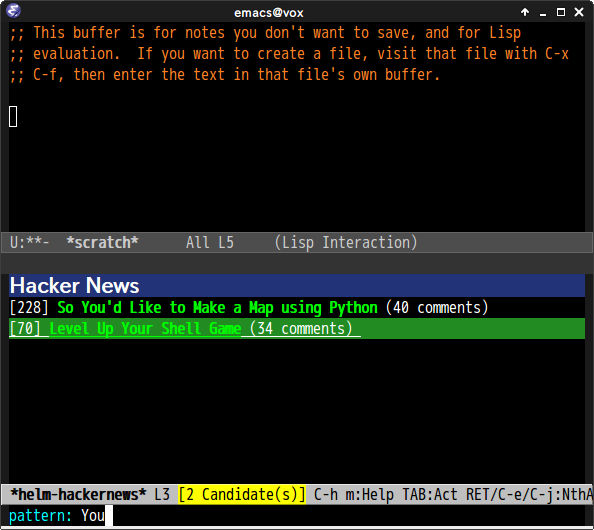 emacs@vox
;; This buffer is for notes you don't want to save, and for Lisp
;; evaluation.  If you want to create a file, visit that file with C-x
;; C-f, then enter the text in that file's own buffer.
U:**-  *scratch*      All L5     (Lisp Interaction)
Hacker News
[228] So You'd Like to Make a Map using Python (40 comments)
[70] Level Up Your Shell Game (34 comments)
*helm-hackernews* L3 [2 Candidate(s)] C-h m:Help TAB:Act RET/C-e/C-j:NthA
pattern: You